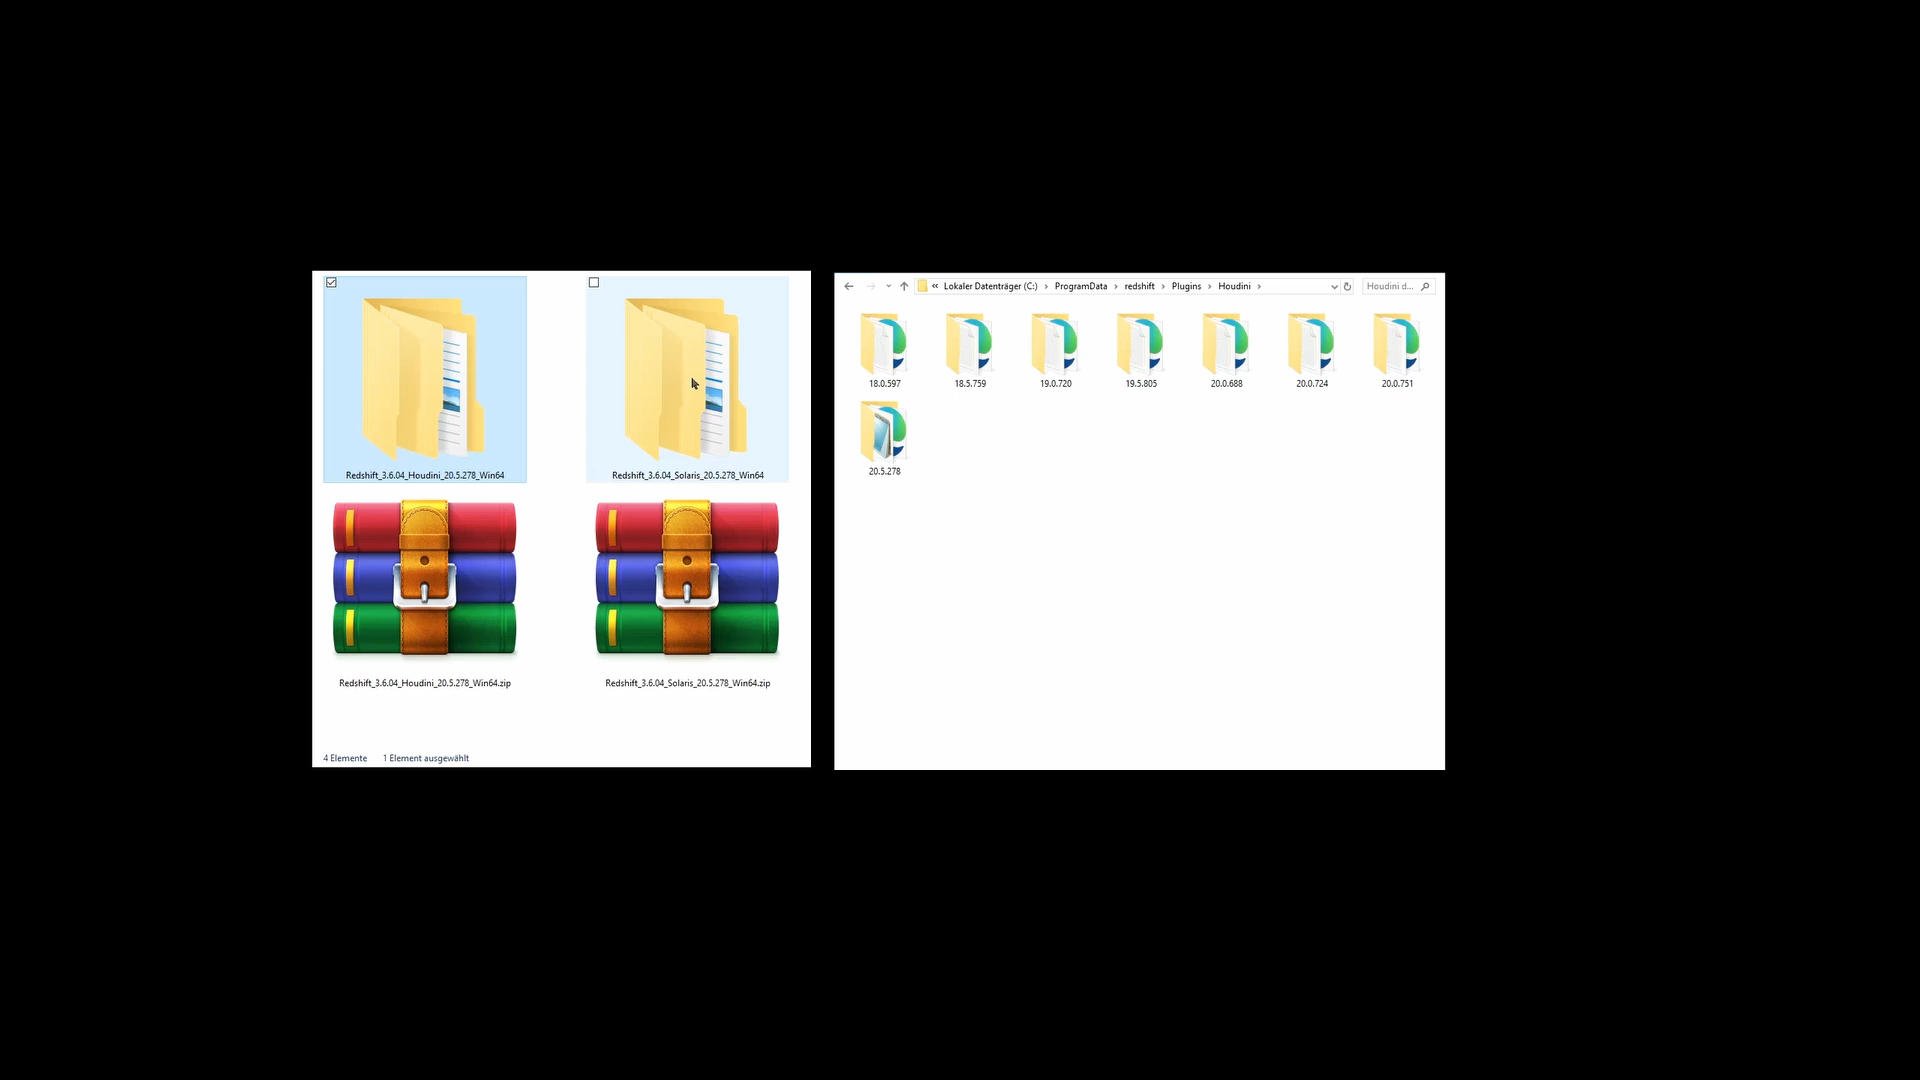 Redshift_3.6.04_Houdini_20.5.278_Win64
Redshift_3.6.04_Solaris_20.5.278_Win64
Redshift_3.6.04_Houdini_20.5.278_Win64.zip
Redshift_3.6.04_Solaris_20.5.278_Win64.zip
4 Elemente 1 Element ausgewählt
« Lokaler Datenträger (C:) › ProgramData › redshift › Plugins › Houdini › Houdini d...
18.0.597 18.5.759 19.0.720 19.5.805 20.0.688 20.0.724 20.0.751
20.5.278